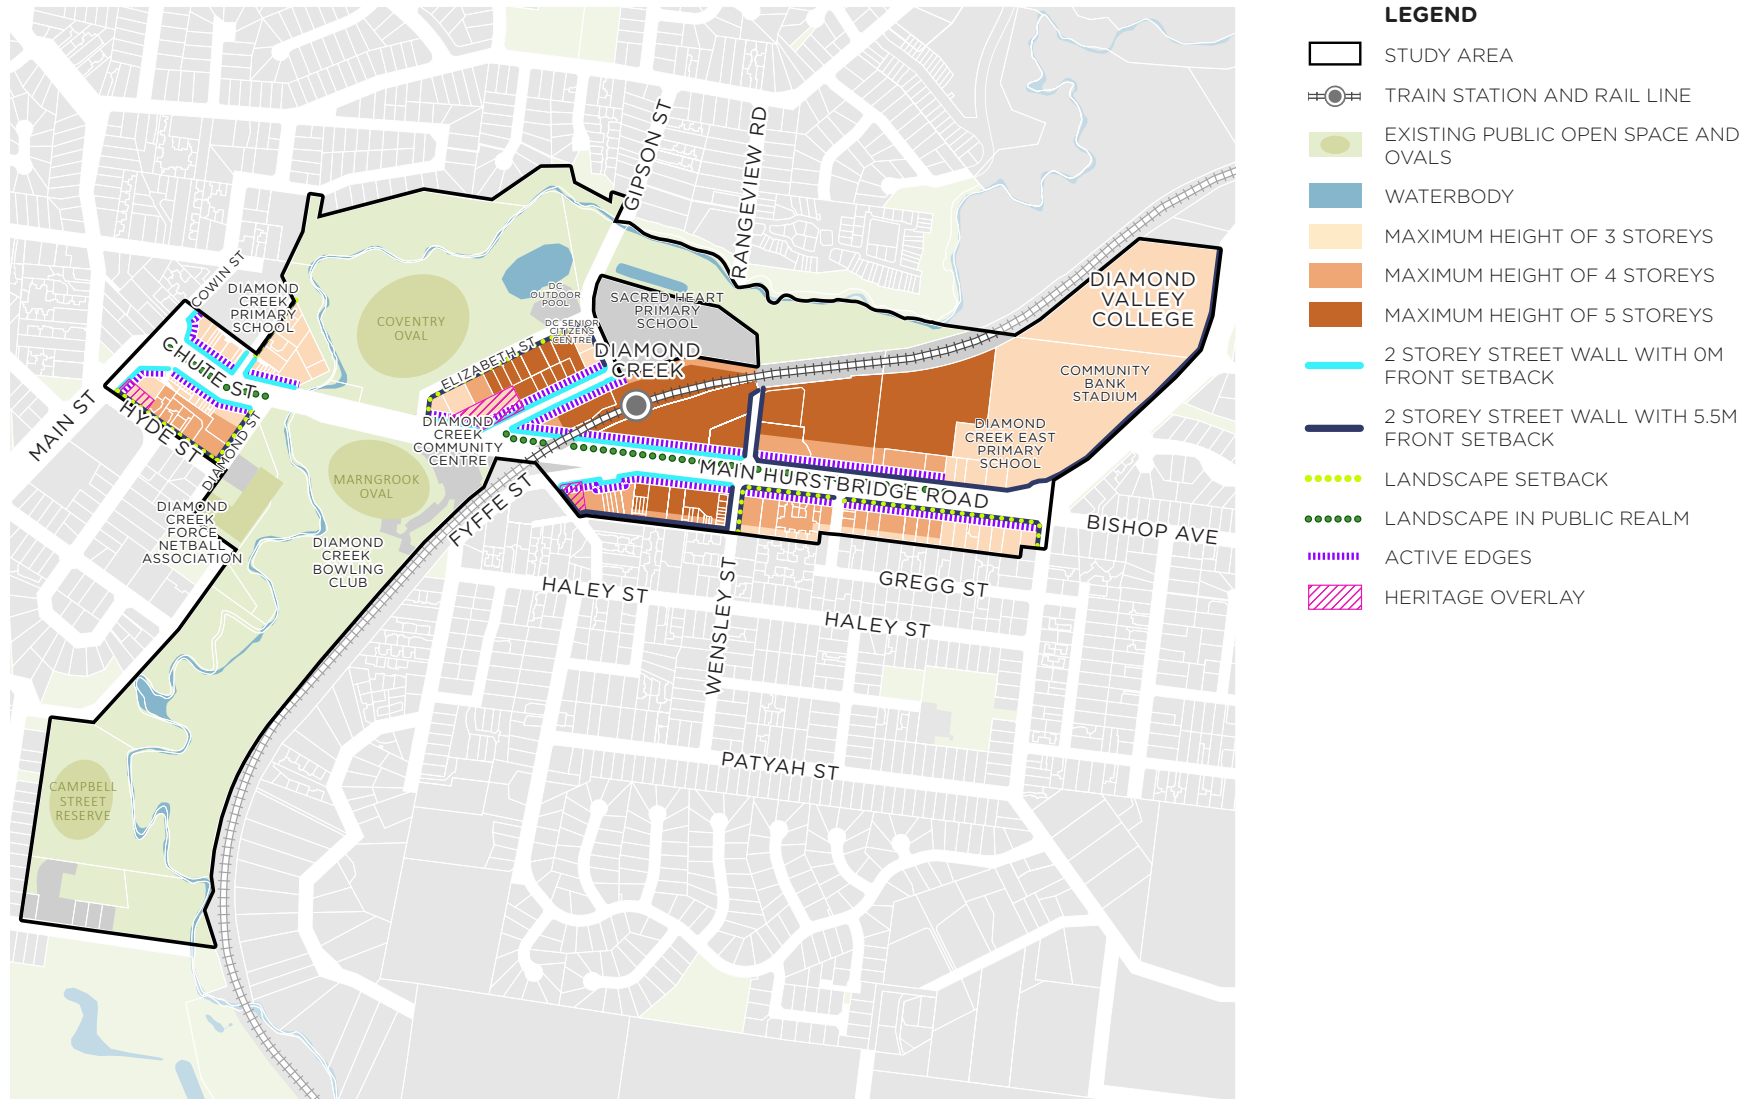 LEGEND
STUDY AREA
TRAIN STATION AND RAIL LINE
EXISTING PUBLIC OPEN SPACE AND
OVALS
WATERBODY
MAXIMUM HEIGHT OF 3 STOREYS
MAXIMUM HEIGHT OF 4 STOREYS
MAXIMUM HEIGHT OF 5 STOREYS
2 STOREY STREET WALL WITH 0M
FRONT SETBACK
2 STOREY STREET WALL WITH 5.5M
FRONT SETBACK
LANDSCAPE SETBACK
LANDSCAPE IN PUBLIC REALM
ACTIVE EDGES
HERITAGE OVERLAY
GIPSON ST
RANGEVIEW RD
COWIN ST
DIAMOND
CREEK
PRIMARY
SCHOOL
COVENTRY
OVAL
DC
OUTDOOR
POOL
SACRED HEART
PRIMARY
SCHOOL
DC SENIOR
CITIZENS
CENTRE
DIAMOND
VALLEY
COLLEGE
DIAMOND
CREEK
ELIZABETH ST
CHUTE ST
MAIN ST
HYDE ST
DIAMOND ST
COMMUNITY
BANK
STADIUM
DIAMOND
CREEK
COMMUNITY
CENTRE
DIAMOND
CREEK EAST
PRIMARY
SCHOOL
MAIN HURSTBRIDGE ROAD
MARNGROOK
OVAL
FYFFE ST
BISHOP AVE
DIAMOND
CREEK
FORCE
NETBALL
ASSOCIATION
DIAMOND
CREEK
BOWLING
CLUB
HALEY ST
WENSLEY ST
GREGG ST
HALEY ST
PATYAH ST
CAMPBELL
STREET
RESERVE